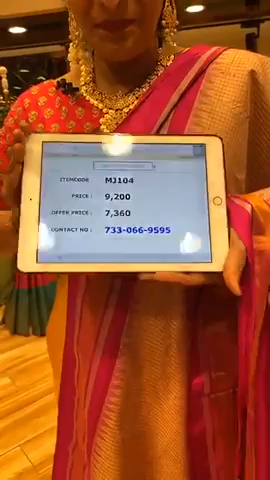 ITEMCODE : MJ104
PRICE : 9,200
OFFER PRICE : 7,360
CONTACT NO : 733-066-9595